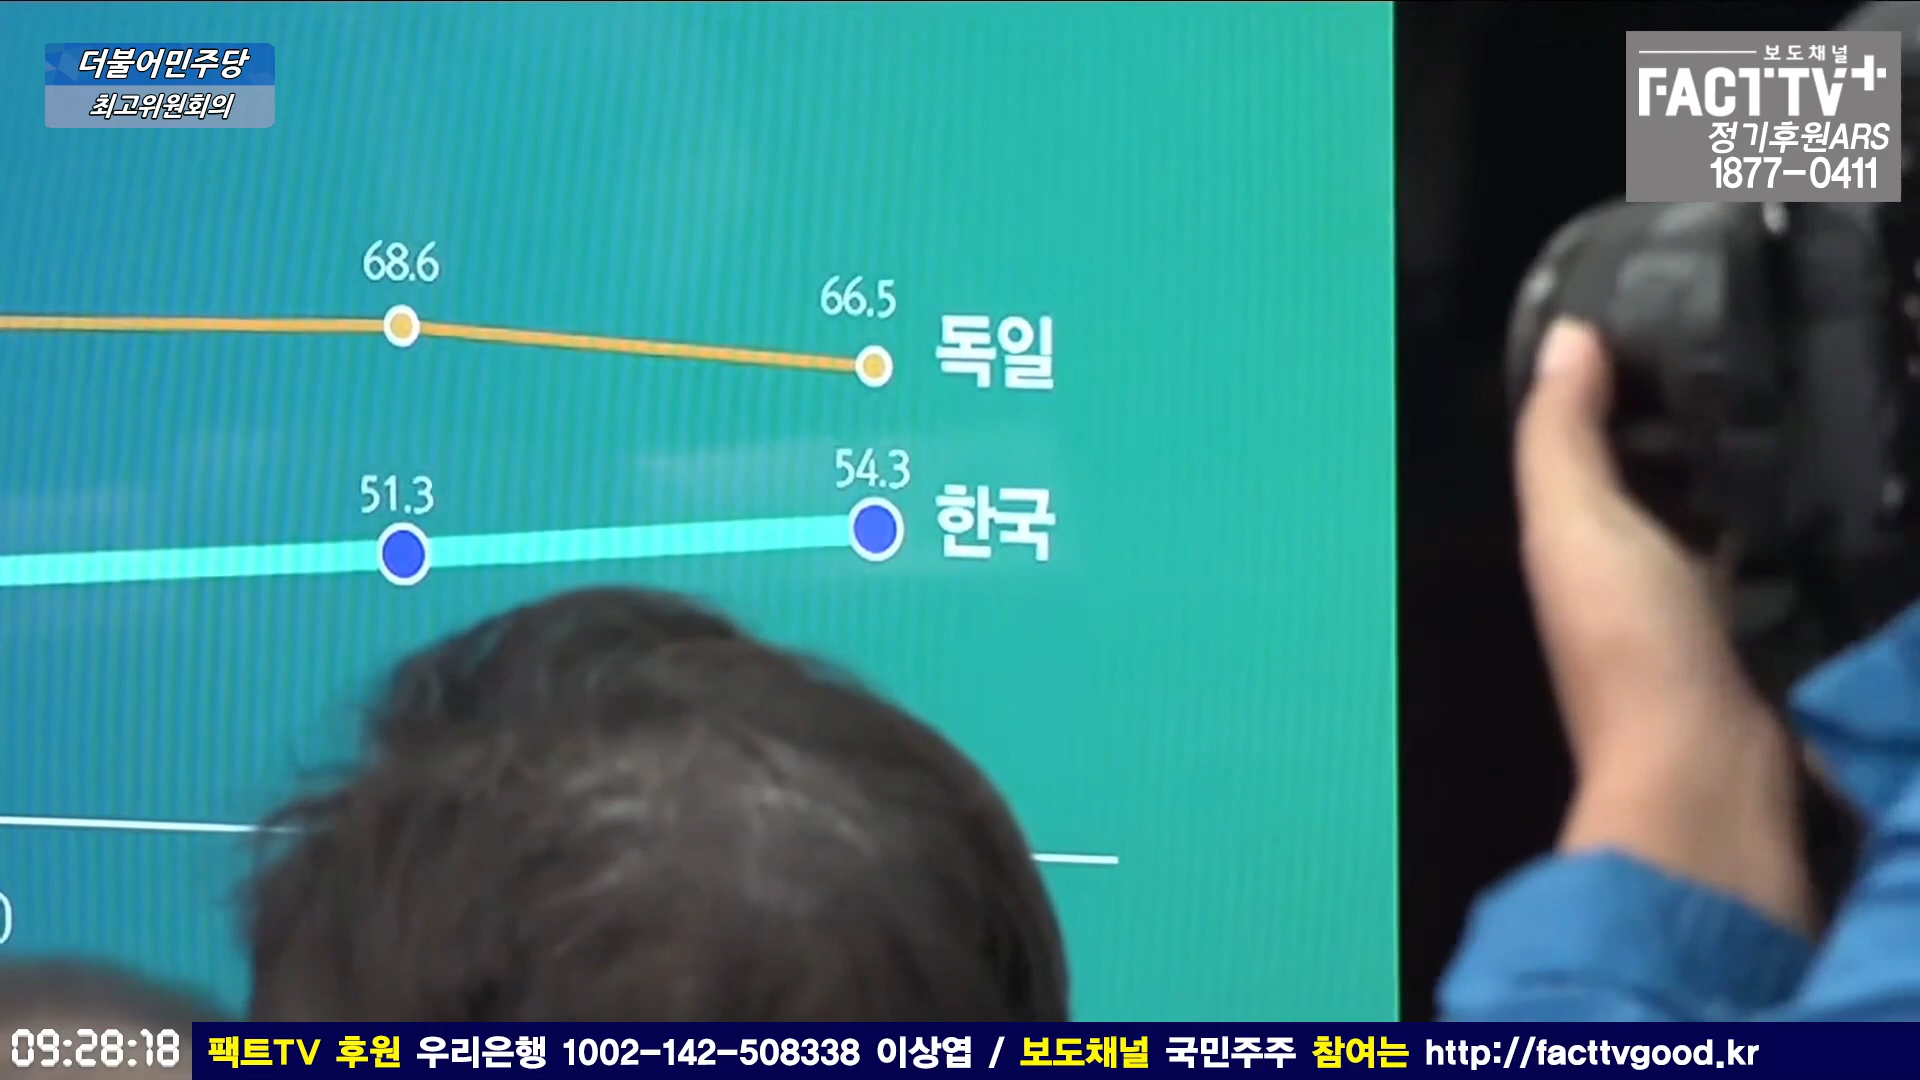 더불어민주당
최고위원회의
보도채널
FACTTV+
정기후원ARS
1877-0411
68.6
66.5
독일
51.3
54.3
한국
09:28:18
팩트TV 후원 우리은행 1002-142-508338 이상엽 / 보도채널 국민주주 참여는 http://facttvgood.kr